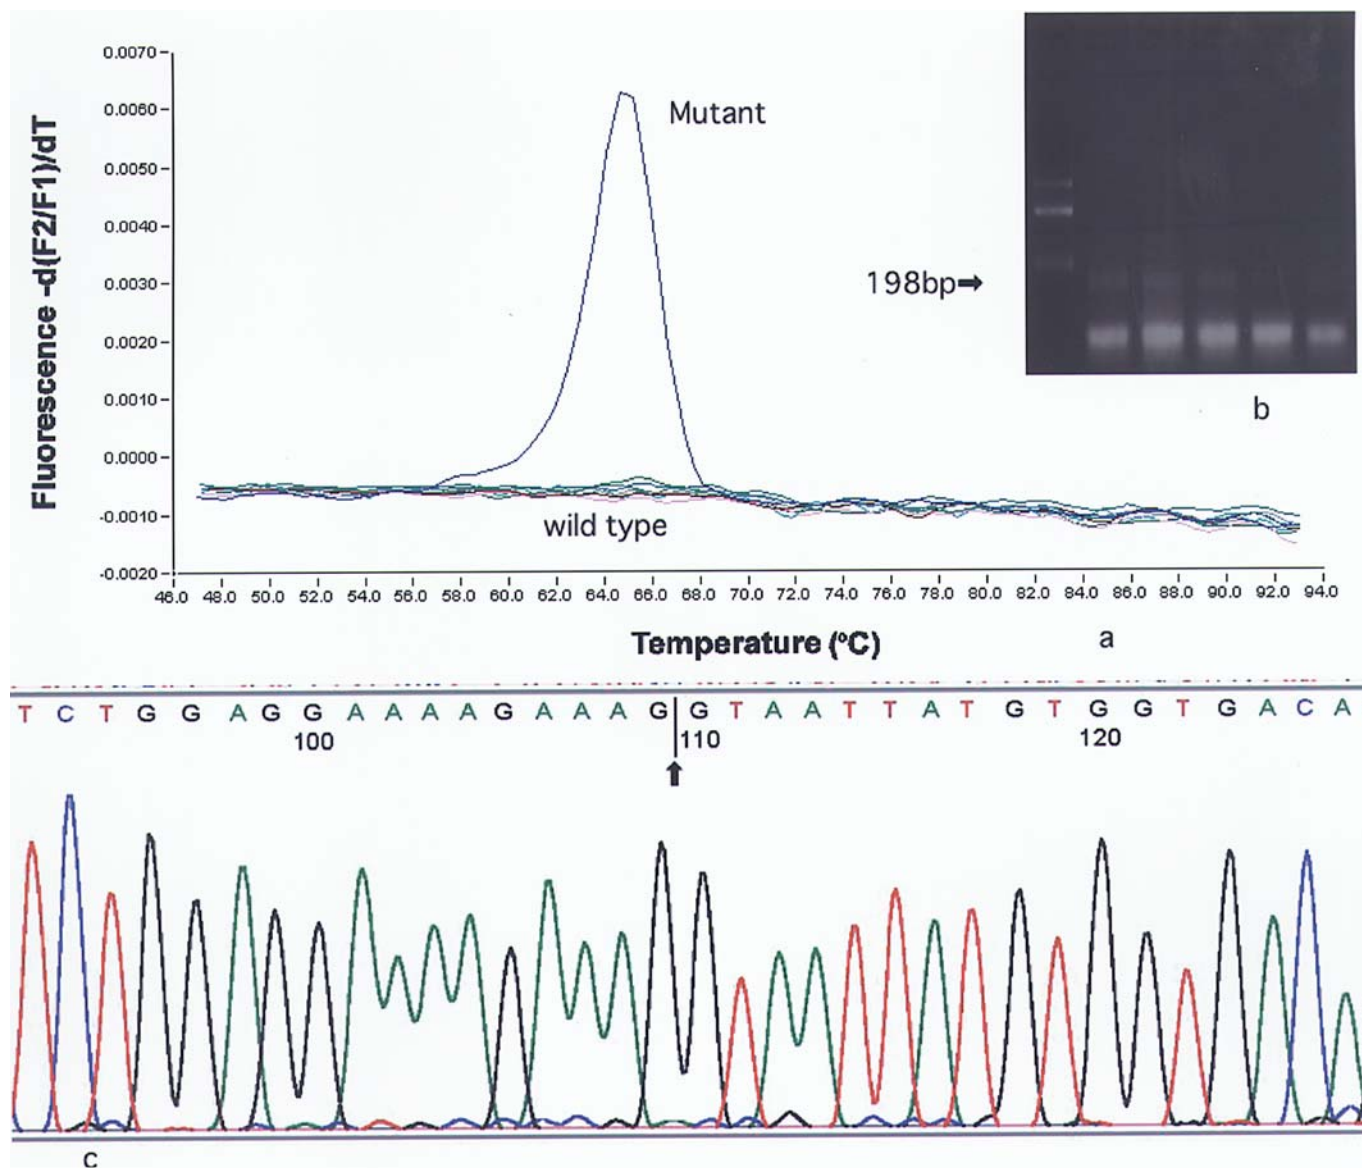 Fluorescence -d(F2/F1)/dT
0.0070
0.0060
0.0050
0.0040
0.0030
0.0020
0.0010
0.0000
-0.0010
-0.0020
Mutant
wild type
46.0 48.0 50.0 52.0 54.0 56.0 58.0 60.0 62.0 64.0 66.0 68.0 70.0 72.0 74.0 76.0 78.0 80.0 82.0 84.0 86.0 88.0 90.0 92.0 94.0
Temperature (ºC)
a
198bp
b
T C T G G A G G A A A A G A A A G G T A A T T A T G T G G T G A C A
100 110 120
c